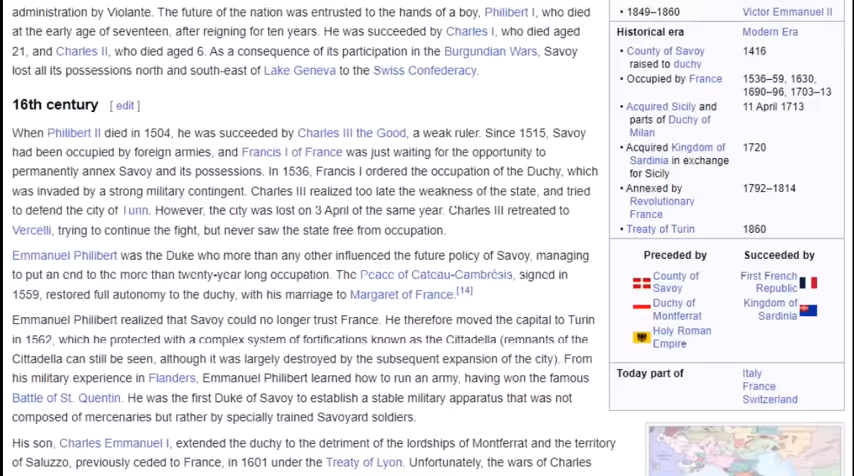 administration by Violante. The future of the nation was entrusted to the hands of a boy, Philibert I, who died
at the early age of seventeen, after reigning for ten years. He was succeeded by Charles I, who died aged
21, and Charles II, who died aged 6. As a consequence of its participation in the Burgundian Wars, Savoy
lost all its possessions north and south-east of Lake Geneva to the Swiss Confederacy.
16th century [ edit ]
When Philibert II died in 1504, he was succeeded by Charles III the Good, a weak ruler. Since 1515, Savoy
had been occupied by foreign armies, and Francis I of France was just waiting for the opportunity to
permanently annex Savoy and its possessions. In 1536, Francis I ordered the occupation of the Duchy, which
was invaded by a strong military contingent. Charles III realized too late the weakness of the state, and tried
to defend the city of Turin. However, the city was lost on 3 April of the same year. Charles III retreated to
Vercelli, trying to continue the fight, but never saw the state free from occupation.
Emmanuel Philibert was the Duke who more than any other influenced the future policy of Savoy, managing
to put an end to the more than twenty-year long occupation. The Peace of Cateau-Cambrésis, signed in
1559, restored full autonomy to the duchy, with his marriage to Margaret of France.[14]
Emmanuel Philibert realized that Savoy could no longer trust France. He therefore moved the capital to Turin
in 1562, which he protected with a complex system of fortifications known as the Cittadella (remnants of the
Cittadella can still be seen, although it was largely destroyed by the subsequent expansion of the city). From
his military experience in Flanders, Emmanuel Philibert learned how to run an army, having won the famous
Battle of St. Quentin. He was the first Duke of Savoy to establish a stable military apparatus that was not
composed of mercenaries but rather by specially trained Savoyard soldiers.
His son, Charles Emmanuel I, extended the duchy to the detriment of the lordships of Montferrat and the territory
of Saluzzo, previously ceded to France, in 1601 under the Treaty of Lyon. Unfortunately, the wars of Charles
• 1849–1860 Victor Emmanuel II
Historical era Modern Era
• County of Savoy 1416
raised to duchy
• Occupied by France 1536–59, 1630,
1690–96, 1703–13
• Acquired Sicily and 11 April 1713
parts of Duchy of
Milan
• Acquired Kingdom of 1720
Sardinia in exchange
for Sicily
• Annexed by 1792–1814
Revolutionary
France
• Treaty of Turin 1860
Preceded by Succeeded by
County of First French
Savoy Republic
Duchy of Kingdom of
Montferrat Sardinia
Holy Roman
Empire
Today part of Italy
France
Switzerland